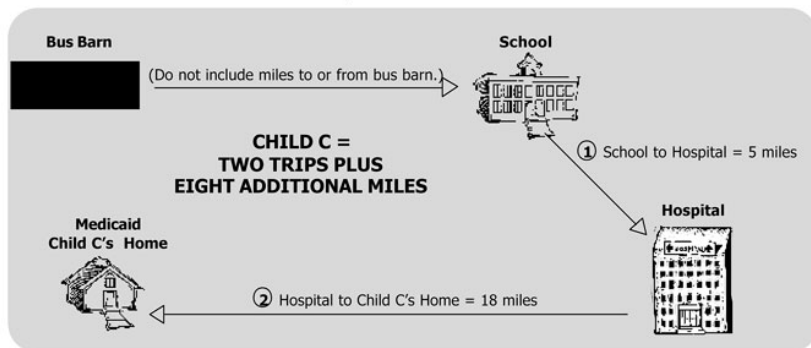 Bus Barn
School
(Do not include miles to or from bus barn.)
CHILD C =
TWO TRIPS PLUS
EIGHT ADDITIONAL MILES
1 School to Hospital = 5 miles
Hospital
HOSPITAL
Medicaid
Child C's Home
2 Hospital to Child C's Home = 18 miles